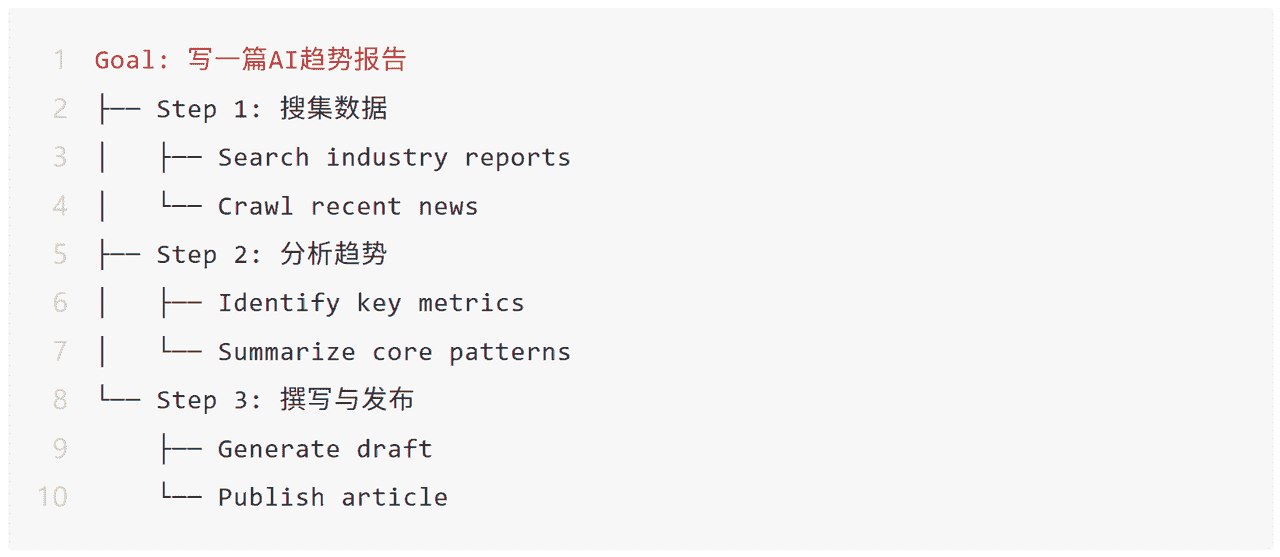 1 Goal: 写一篇AI趋势报告
2 ├── Step 1: 搜集数据
3 │   ├── Search industry reports
4 │   └── Crawl recent news
5 ├── Step 2: 分析趋势
6 │   ├── Identify key metrics
7 │   └── Summarize core patterns
8 └── Step 3: 撰写与发布
9     ├── Generate draft
10     └── Publish article